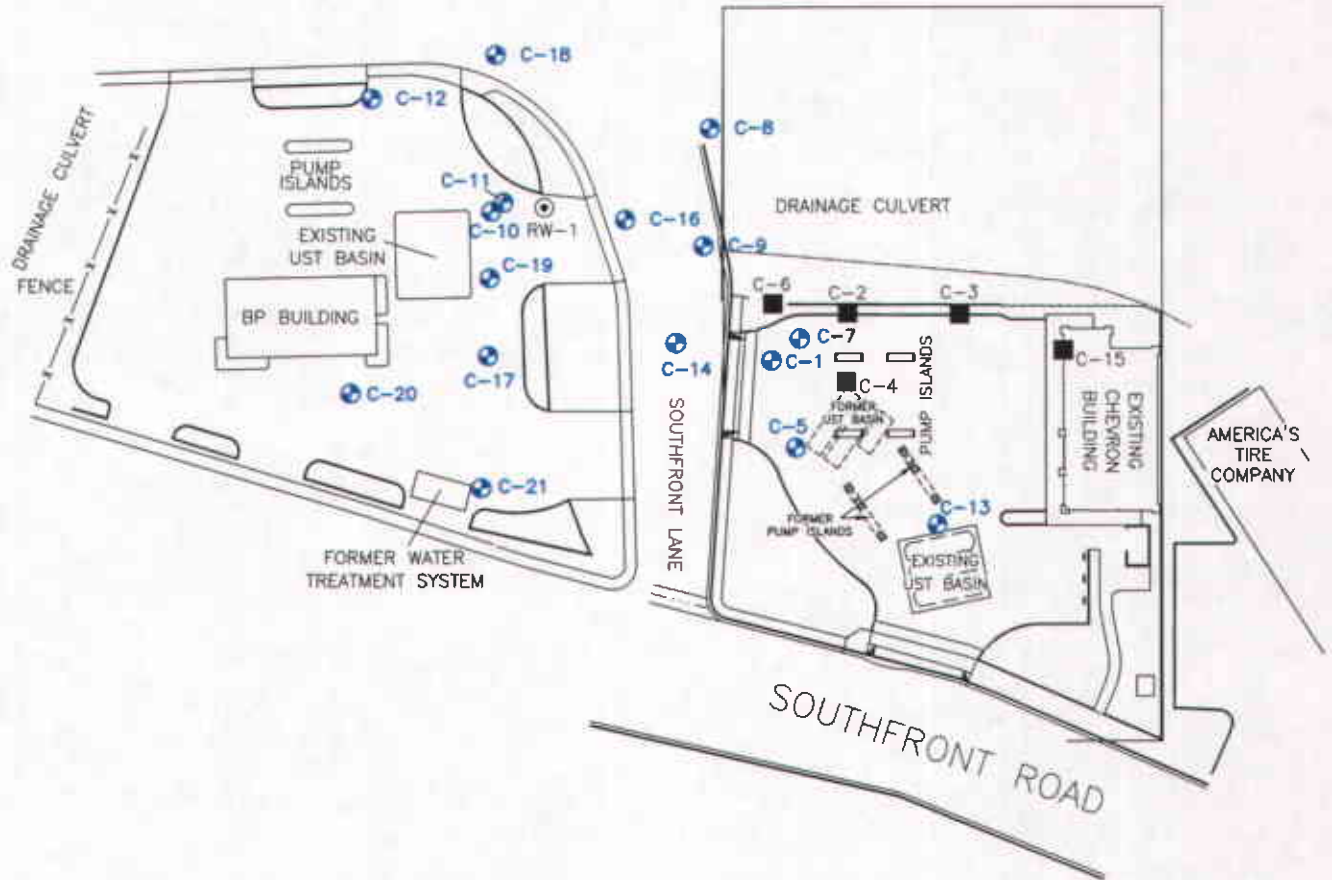 C-18
C-12
C-8
DRAINAGE CULVERT
PUMP
ISLANDS
C-11
C-10
RW-1
C-16
DRAINAGE CULVERT
EXISTING
UST BASIN
C-9
FENCE
C-19
C-6
C-2
C-3
BP BUILDING
C-7
C-14
C-1
C-15
C-17
C-4
PUMP ISLANDS
C-20
FORMER
UST BASIN
C-5
SOUTHFRONT LANE
EXISTING
CHEVRON
BUILDING
AMERICA'S
TIRE
COMPANY
C-21
C-13
FORMER
PUMP ISLANDS
FORMER WATER
TREATMENT SYSTEM
EXISTING
UST BASIN
SOUTHFRONT ROAD